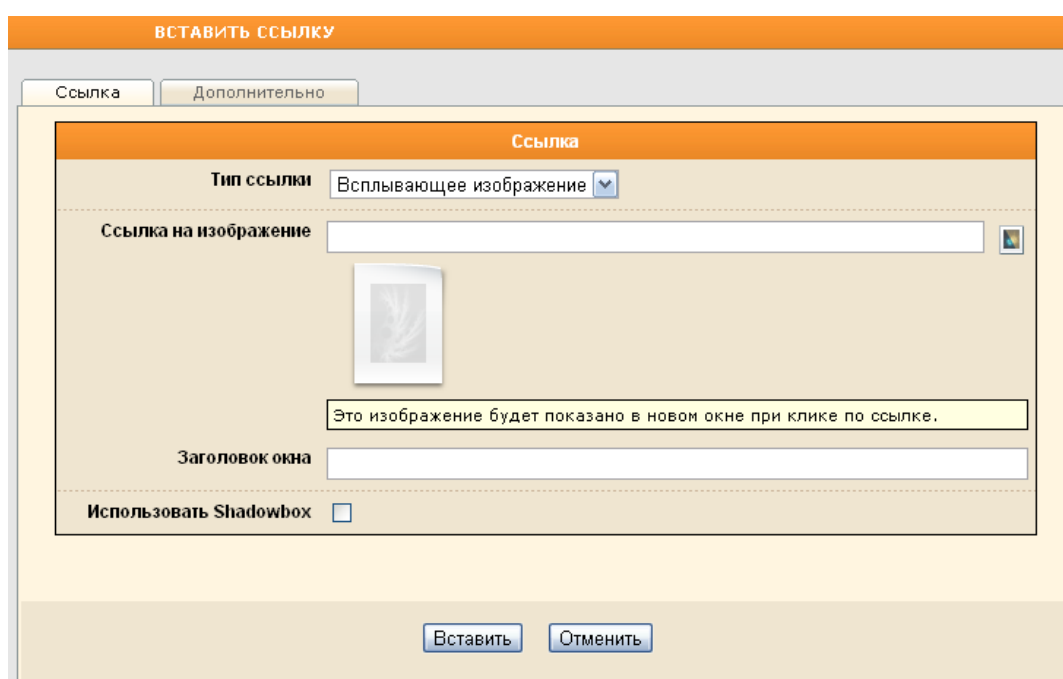 ВСТАВИТЬ ССЫЛКУ
Ссылка
Дополнительно
Ссылка
Тип ссылки
Всплывающее изображение
Ссылка на изображение
Это изображение будет показано в новом окне при клике по ссылке.
Заголовок окна
Использовать Shadowbox
Вставить
Отменить